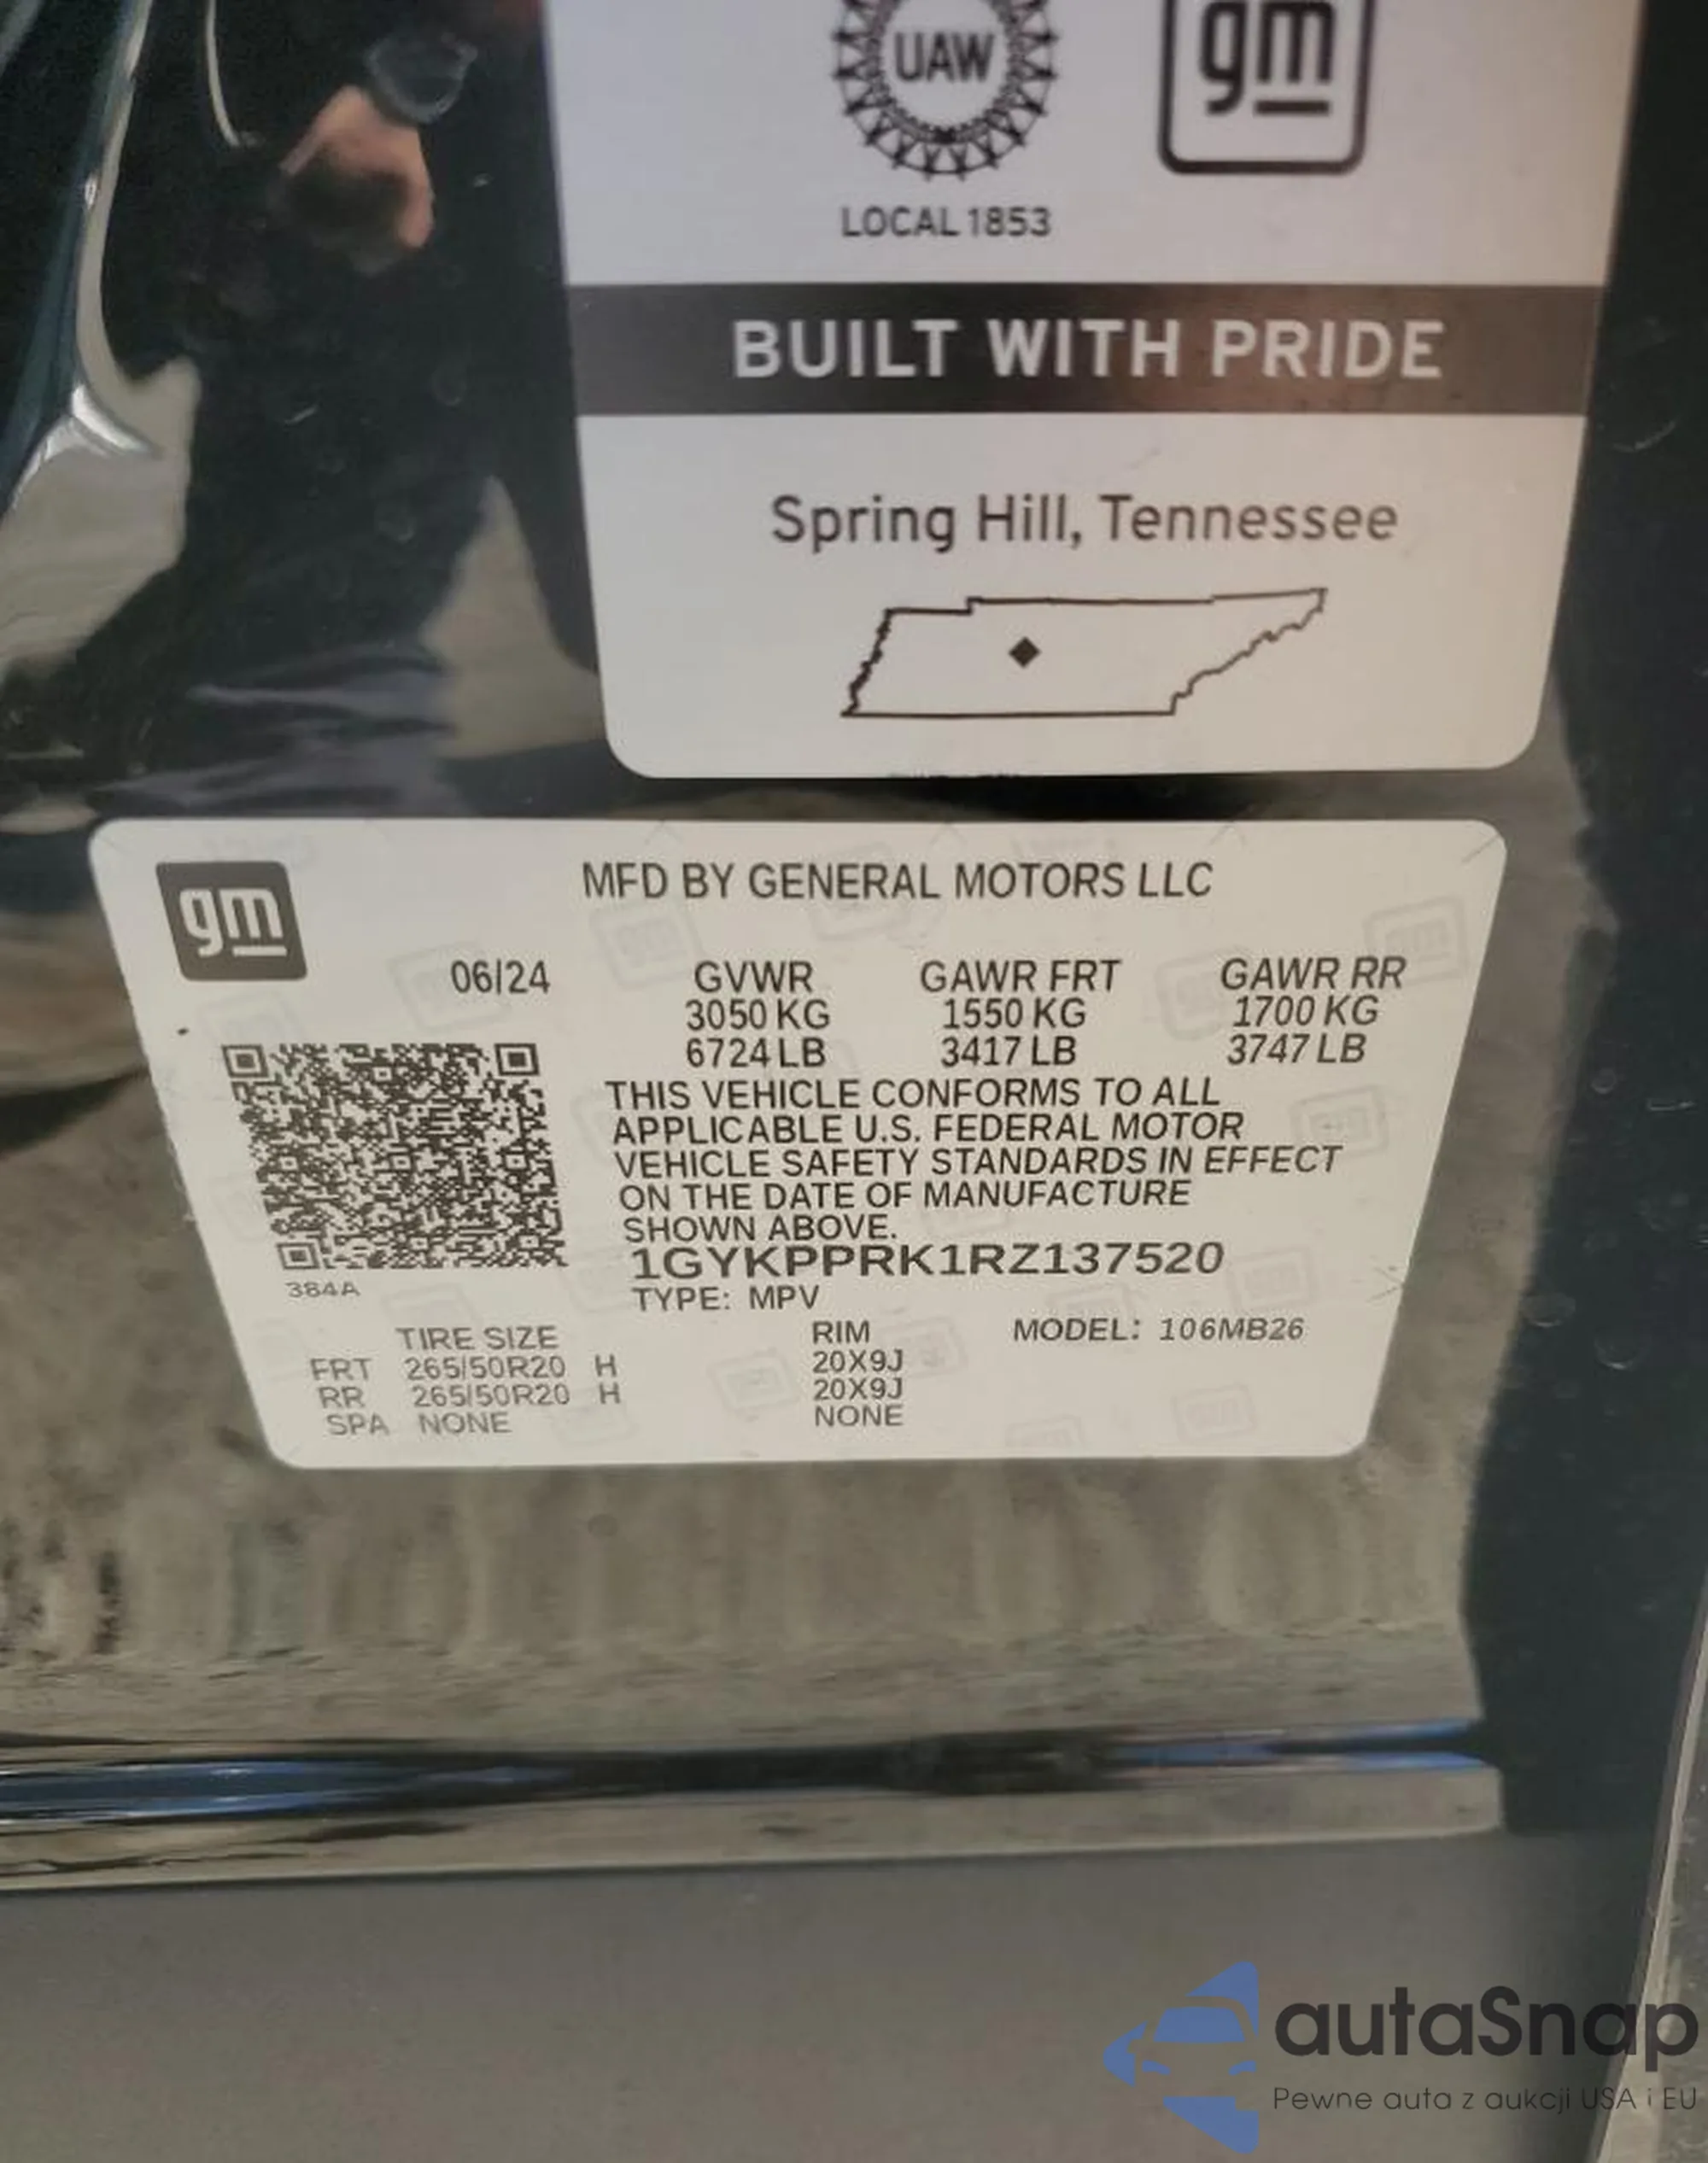 UAW
gm
LOCAL 1853
BUILT WITH PRIDE
Spring Hill, Tennessee
gm
MFD BY GENERAL MOTORS LLC
06/24 GVWR GAWR FRT GAWR RR
3050 KG 1550 KG 1700 KG
6724 LB 3417 LB 3747 LB
THIS VEHICLE CONFORMS TO ALL
APPLICABLE U.S. FEDERAL MOTOR
VEHICLE SAFETY STANDARDS IN EFFECT
ON THE DATE OF MANUFACTURE
SHOWN ABOVE.
1GYKPPRK1RZ137520
384A
TYPE: MPV
TIRE SIZE RIM MODEL: 106MB26
FRT 265/50R20 H 20X9J
RR 265/50R20 H 20X9J
SPA NONE NONE
autaSnap
Pewne auta z aukcji USA i EU